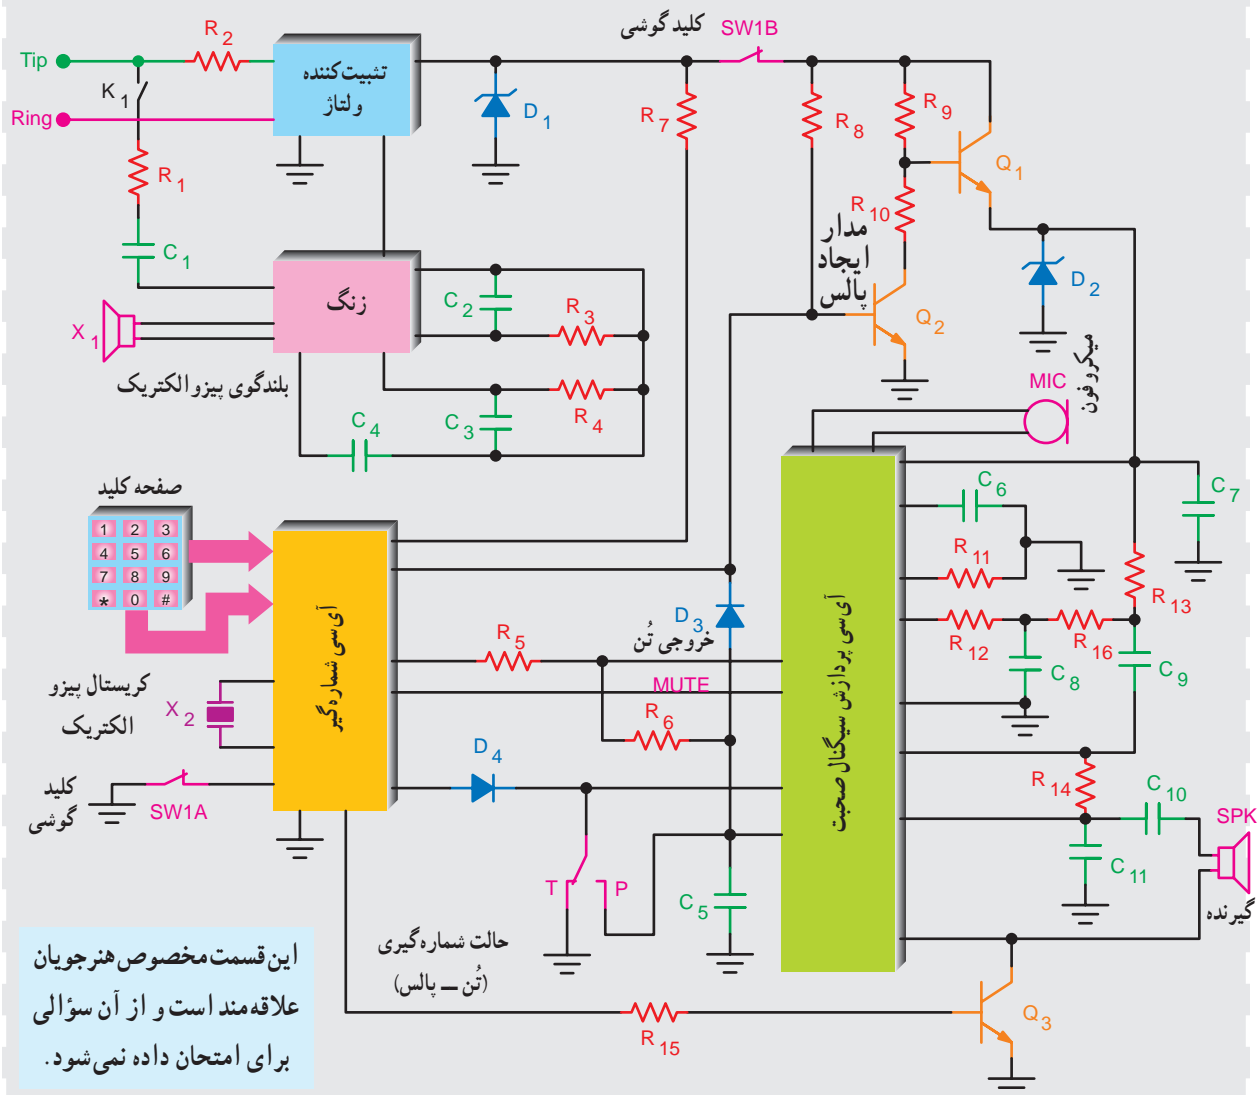 کلید گوشی
SW1B
R2
Tip
تثبیت‌کننده
ولتاژ
K1
D1
R7
R8
R9
Ring
Q1
R1
R10
مدار
ایجاد
پالس
C1
زنگ
C2
R3
D2
X1
Q2
میکروفون
MIC
بلندگوی پیزو الکتریک
C4
C3
R4
صفحه کلید
1 2 3
4 5 6
7 8 9
* 0 #
C6
C7
R11
R13
آی‌سی شماره‌گیر
آی‌سی پردازش سیگنال صحبت
D3
خروجی تُن
R5
R12
R16
C8
C9
MUTE
کریستال پیزو
الکتریک
X2
R6
D4
R14
C10
کلید
گوشی
SW1A
SPK
T
P
C5
C11
گیرنده
حالت شماره‌گیری
(تُن – پالس)
R15
Q3
این قسمت مخصوص هنرجویان
علاقه‌مند است و از آن سؤالی
برای امتحان داده نمی‌شود.